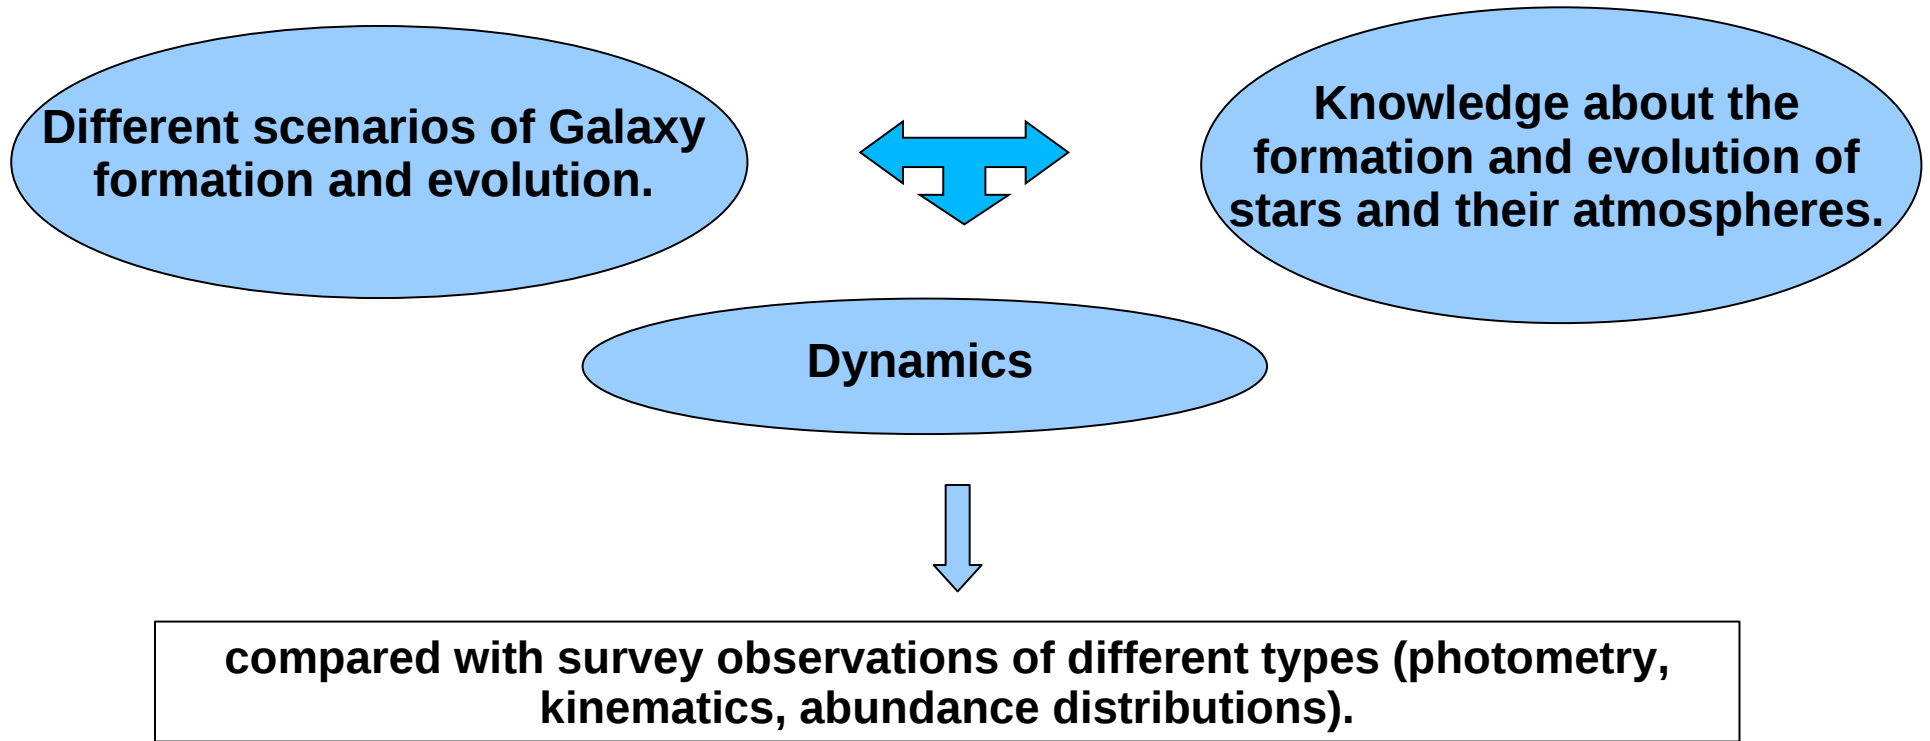 Different scenarios of Galaxy
formation and evolution.
Knowledge about the
formation and evolution of
stars and their atmospheres.
Dynamics
compared with survey observations of different types (photometry,
kinematics, abundance distributions).